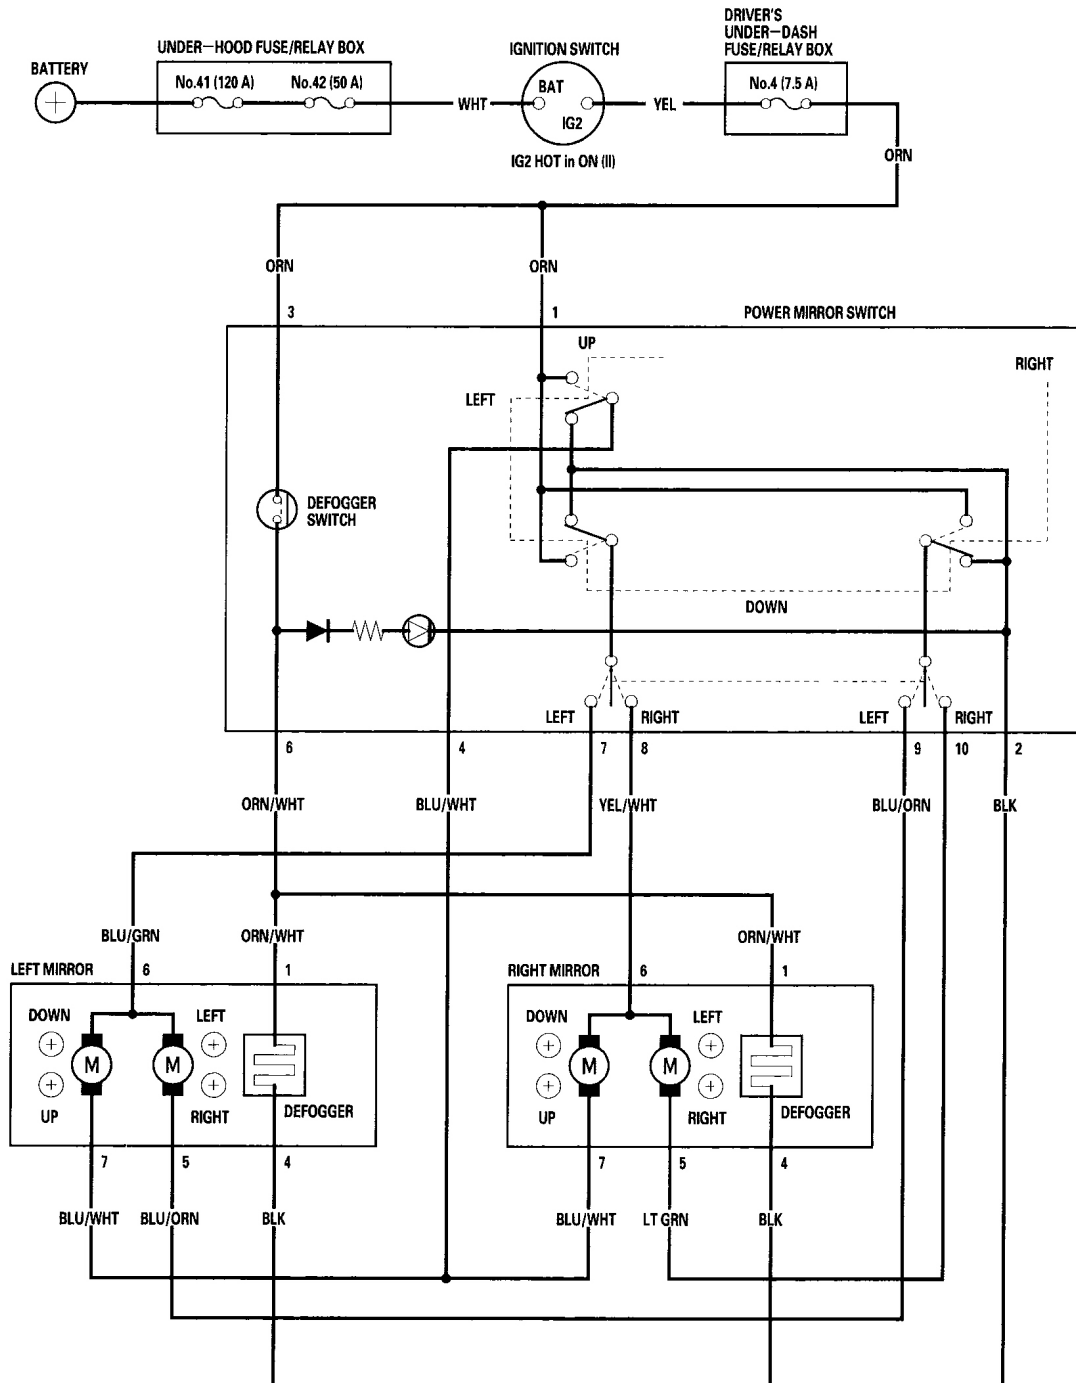 DRIVER'S
UNDER-DASH
FUSE/RELAY BOX
UNDER-HOOD FUSE/RELAY BOX
IGNITION SWITCH
BATTERY
No.41 (120 A)
No.42 (50 A)
BAT
No.4 (7.5 A)
WHT
YEL
IG2
IG2 HOT in ON (II)
ORN
ORN
ORN
3
1
POWER MIRROR SWITCH
UP
RIGHT
LEFT
DEFOGGER
SWITCH
DOWN
LEFT
RIGHT
LEFT
RIGHT
6
4
7
8
9
10
2
ORN/WHT
BLU/WHT
YEL/WHT
BLU/ORN
BLK
BLU/GRN
ORN/WHT
ORN/WHT
LEFT MIRROR
6
1
RIGHT MIRROR
6
1
DOWN
LEFT
DOWN
LEFT
M
M
M
M
UP
RIGHT
DEFOGGER
UP
RIGHT
DEFOGGER
7
5
4
7
5
4
BLU/WHT
BLU/ORN
BLK
BLU/WHT
LT GRN
BLK